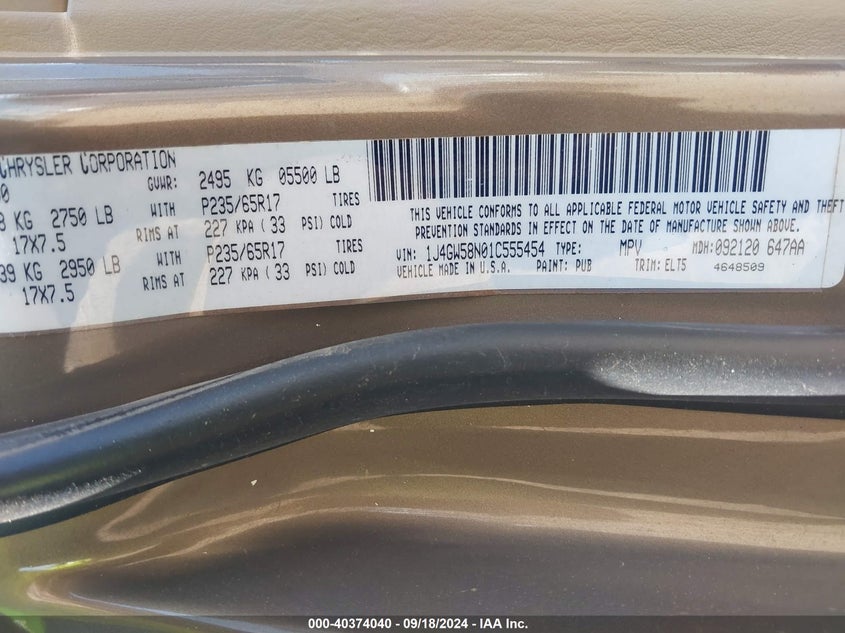 CHRYSLER CORPORATION
0
GVWR: 2495 KG 05500 LB
KG 2750 LB WITH P235/65R17 TIRES
17X7.5 RIMS AT 227 KPA ( 33 PSI) COLD
39 KG 2950 LB WITH P235/65R17 TIRES
17X7.5 RIMS AT 227 KPA ( 33 PSI) COLD
THIS VEHICLE CONFORMS TO ALL APPLICABLE FEDERAL MOTOR VEHICLE SAFETY AND THEFT
PREVENTION STANDARDS IN EFFECT ON THE DATE OF MANUFACTURE SHOWN ABOVE.
VIN: 1J4GW58N01C555454 TYPE: MPV MDH: 092120 647AA
VEHICLE MADE IN U.S.A. PAINT: PUB TRIM: ELT5 4648509
000-40374040 - 09/18/2024 - IAA Inc.